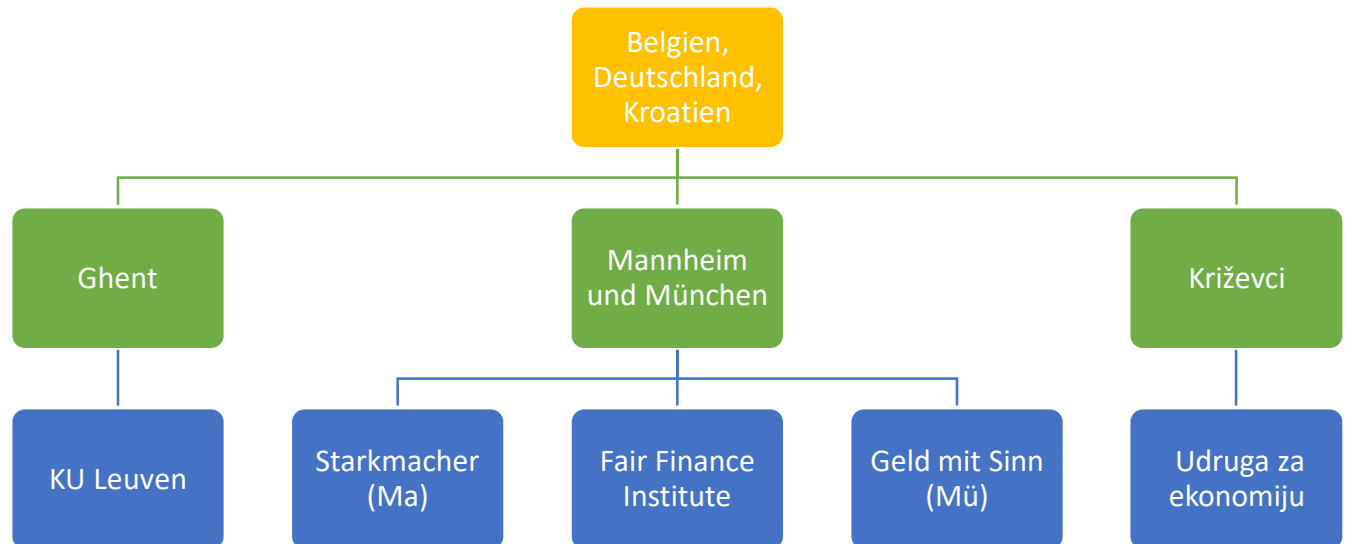 Belgien,
Deutschland,
Kroatien
Ghent
Mannheim
und München
Križevci
KU Leuven
Starkmacher
(Ma)
Fair Finance
Institute
Geld mit Sinn
(Mü)
Udruga za
ekonomiju